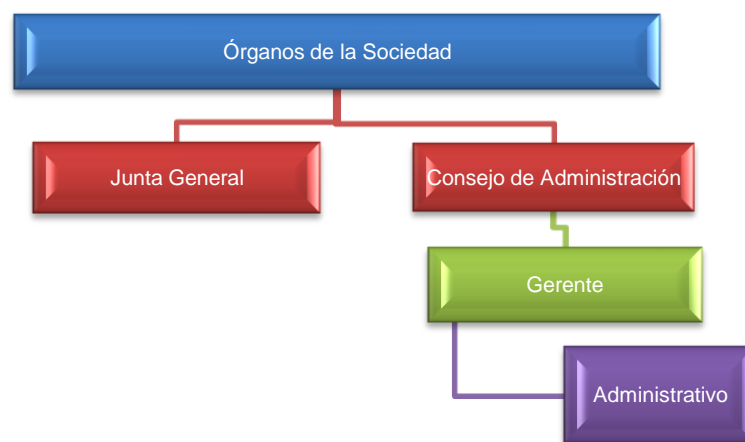 Órganos de la Sociedad
Junta General
Consejo de Administración
Gerente
Administrativo